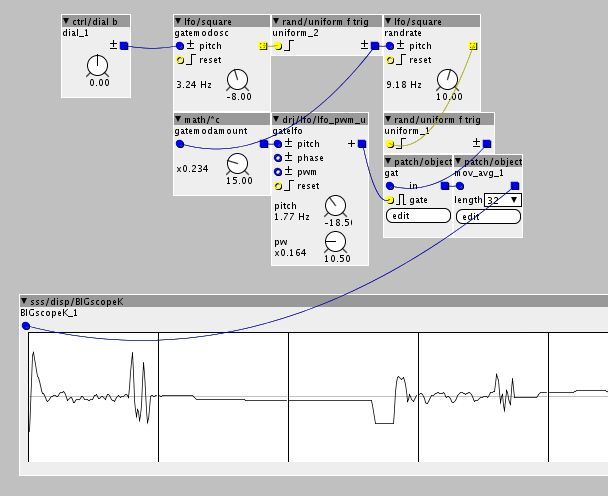 ctrl/dial b
dial_1
±
0.00
lfo/square
gatemodosc
± pitch
reset
3.24 Hz
-8.00
rand/uniform f trig
uniform_2
±
lfo/square
randrate
± pitch
reset
9.18 Hz
10.00
math/*c
gatemodamount
x0.234
15.00
drj/lfo/lfo_pwm_u
gatelfo
± pitch
+
± phase
± pwm
reset
pitch
1.77 Hz
-18.5(
pw
x0.164
10.50
rand/uniform f trig
uniform_1
±
patch/object
gat
in
gate
edit
patch/object
mov_avg_1
length 32
edit
sss/disp/BIGscopeK
BIGscopeK_1